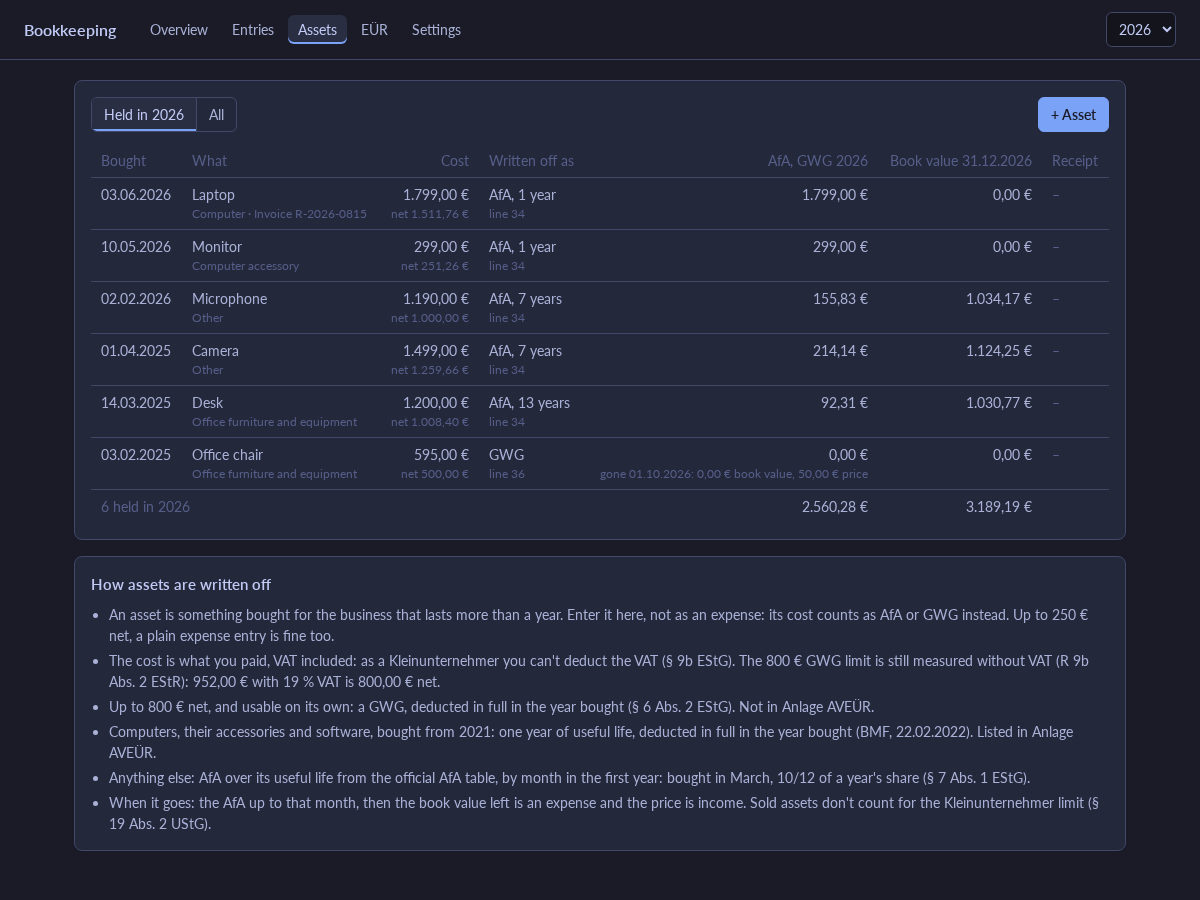 Bookkeeping Overview Entries Assets EÜR Settings 2026
Held in 2026 All + Asset
Bought What Cost Written off as AfA, GWG 2026 Book value 31.12.2026 Receipt
03.06.2026 Laptop 1.799,00 € AfA, 1 year 1.799,00 € 0,00 € –
Computer · Invoice R-2026-0815 net 1.511,76 € line 34
10.05.2026 Monitor 299,00 € AfA, 1 year 299,00 € 0,00 € –
Computer accessory net 251,26 € line 34
02.02.2026 Microphone 1.190,00 € AfA, 7 years 155,83 € 1.034,17 € –
Other net 1.000,00 € line 34
01.04.2025 Camera 1.499,00 € AfA, 7 years 214,14 € 1.124,25 € –
Other net 1.259,66 € line 34
14.03.2025 Desk 1.200,00 € AfA, 13 years 92,31 € 1.030,77 € –
Office furniture and equipment net 1.008,40 € line 34
03.02.2025 Office chair 595,00 € GWG 0,00 € 0,00 € –
Office furniture and equipment net 500,00 € line 36 gone 01.10.2026: 0,00 € book value, 50,00 € price
6 held in 2026 2.560,28 € 3.189,19 €
How assets are written off
• An asset is something bought for the business that lasts more than a year. Enter it here, not as an expense: its cost counts as AfA or GWG instead. Up to 250 €
net, a plain expense entry is fine too.
• The cost is what you paid, VAT included: as a Kleinunternehmer you can't deduct the VAT (§ 9b EStG). The 800 € GWG limit is still measured without VAT (R 9b
Abs. 2 EStR): 952,00 € with 19 % VAT is 800,00 € net.
• Up to 800 € net, and usable on its own: a GWG, deducted in full in the year bought (§ 6 Abs. 2 EStG). Not in Anlage AVEÜR.
• Computers, their accessories and software, bought from 2021: one year of useful life, deducted in full in the year bought (BMF, 22.02.2022). Listed in Anlage
AVEÜR.
• Anything else: AfA over its useful life from the official AfA table, by month in the first year: bought in March, 10/12 of a year's share (§ 7 Abs. 1 EStG).
• When it goes: the AfA up to that month, then the book value left is an expense and the price is income. Sold assets don't count for the Kleinunternehmer limit (§
19 Abs. 2 UStG).